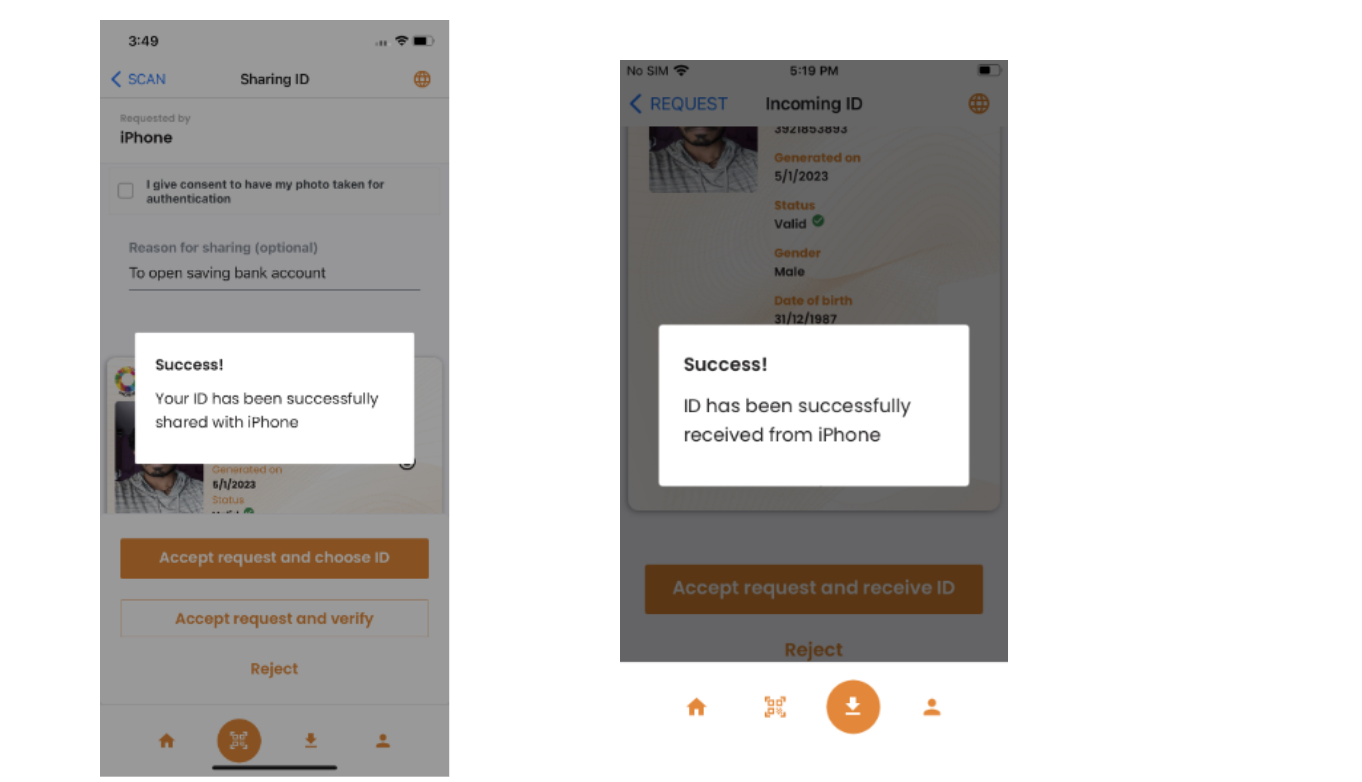 3:49
SCAN
Sharing ID
Requested by
iPhone
I give consent to have my photo taken for
authentication
Reason for sharing (optional)
To open saving bank account
Success!
Your ID has been successfully
shared with iPhone
Generated on
5/1/2023
Status
Valid
Accept request and choose ID
Accept request and verify
Reject
No SIM
5:19 PM
REQUEST
Incoming ID
3921853893
Generated on
5/1/2023
Status
Valid
Gender
Male
Date of birth
31/12/1987
Success!
ID has been successfully
received from iPhone
Accept request and receive ID
Reject